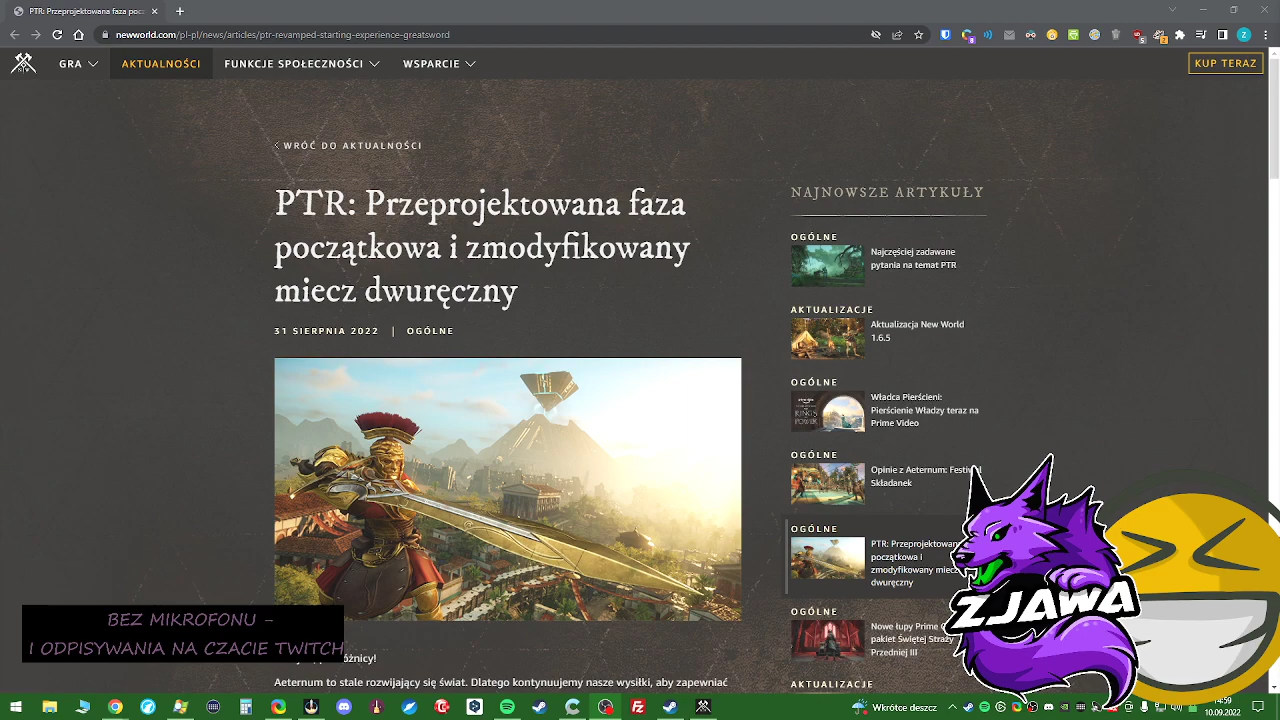 PTR: Przeprojektowana faza pocz
newworld.com/pl-pl/news/articles/ptr-revamped-starting-experience-greatsword
GRA
AKTUALNOŚCI
FUNKCJE SPOŁECZNOŚCI
WSPARCIE
KUP TERAZ
WRÓĆ DO AKTUALNOŚCI
PTR: Przeprojektowana faza
początkowa i zmodyfikowany
miecz dwuręczny
31 SIERPNIA 2022 | OGÓLNE
NAJNOWSZE ARTYKUŁY
OGÓLNE
Najczęściej zadawane
pytania na temat PTR
AKTUALIZACJE
Aktualizacja New World
1.6.5
OGÓLNE
Władca Pierścieni:
Pierścienie Władzy teraz na
Prime Video
OGÓLNE
Opinie z Aeternum:
Składanek
OGÓLNE
PTR:
początkowa i
zmodyfikowany
dwuręczny
OGÓLNE
Nowe łupy Prime
pakiet Świętej Straży
Przedniej III
AKTUALIZACJE
ZJAWA
BEZ MIKROFONU -
I ODPISYWANIA NA CZACIE TWITCH
Aeternum to stale rozwijający się świat. Dlatego kontynuujemy nasze wysiłki, aby zapewniać
Wkrótce deszcz
14:59
10.09.2022